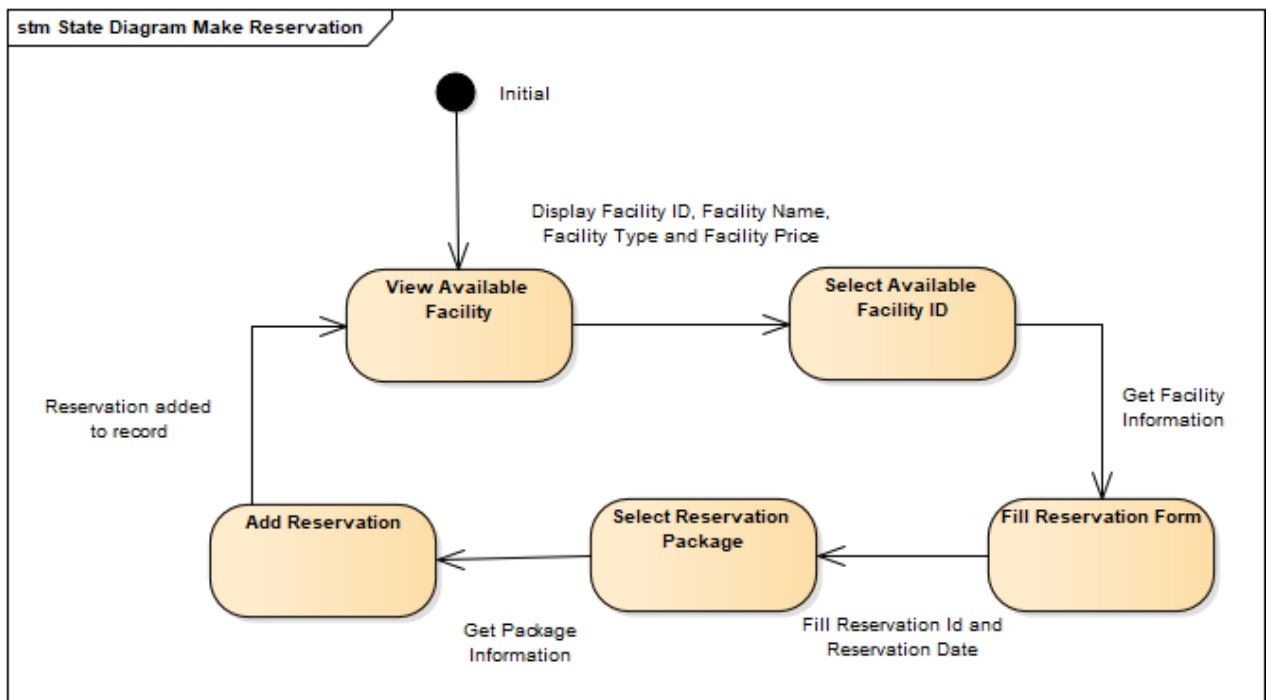 stm State Diagram Make Reservation
Initial
Display Facility ID, Facility Name,
Facility Type and Facility Price
View Available
Facility
Select Available
Facility ID
Reservation added
to record
Get Facility
Information
Add Reservation
Select Reservation
Package
Fill Reservation Form
Get Package
Information
Fill Reservation Id and
Reservation Date